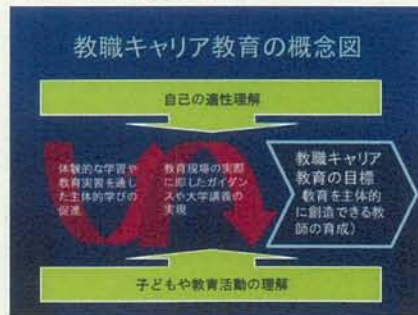 教職キャリア教育の概念図
自己の適性理解
体験的な学習や
教育実習を通じ
た主体的学びの
促進
教育現場の実際
に即したガイダン
スや大学講義の
実現
教職キャリア
教育の目標
教育を主体的
に創造できる教
師の育成）
子どもや教育活動の理解